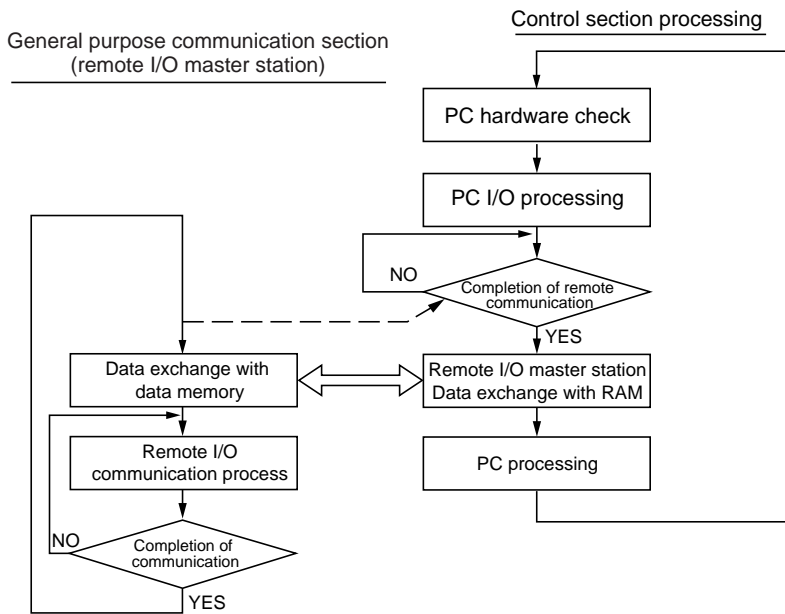 General purpose communication section
(remote I/O master station)
Control section processing
PC hardware check
PC I/O processing
NO
Completion of remote
communication
YES
Data exchange with
data memory
Remote I/O master station
Data exchange with RAM
Remote I/O
communication process
PC processing
NO
Completion of
communication
YES